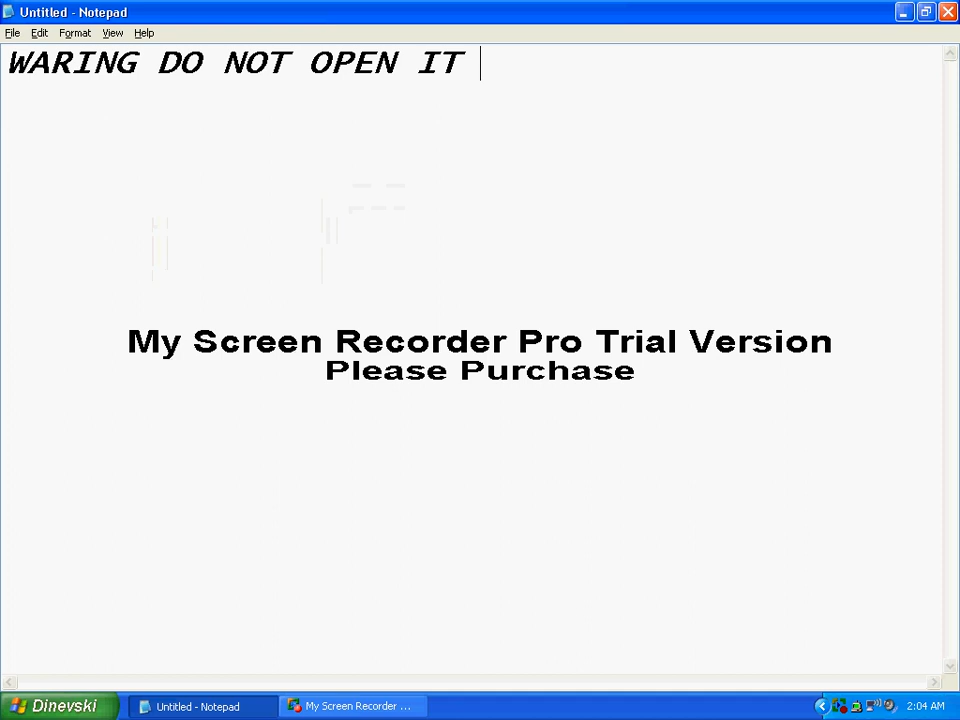 Untitled - Notepad
File Edit Format View Help
WARING DO NOT OPEN IT
My Screen Recorder Pro Trial Version
Please Purchase
Dinevski Untitled - Notepad My Screen Recorder ... 2:04 AM